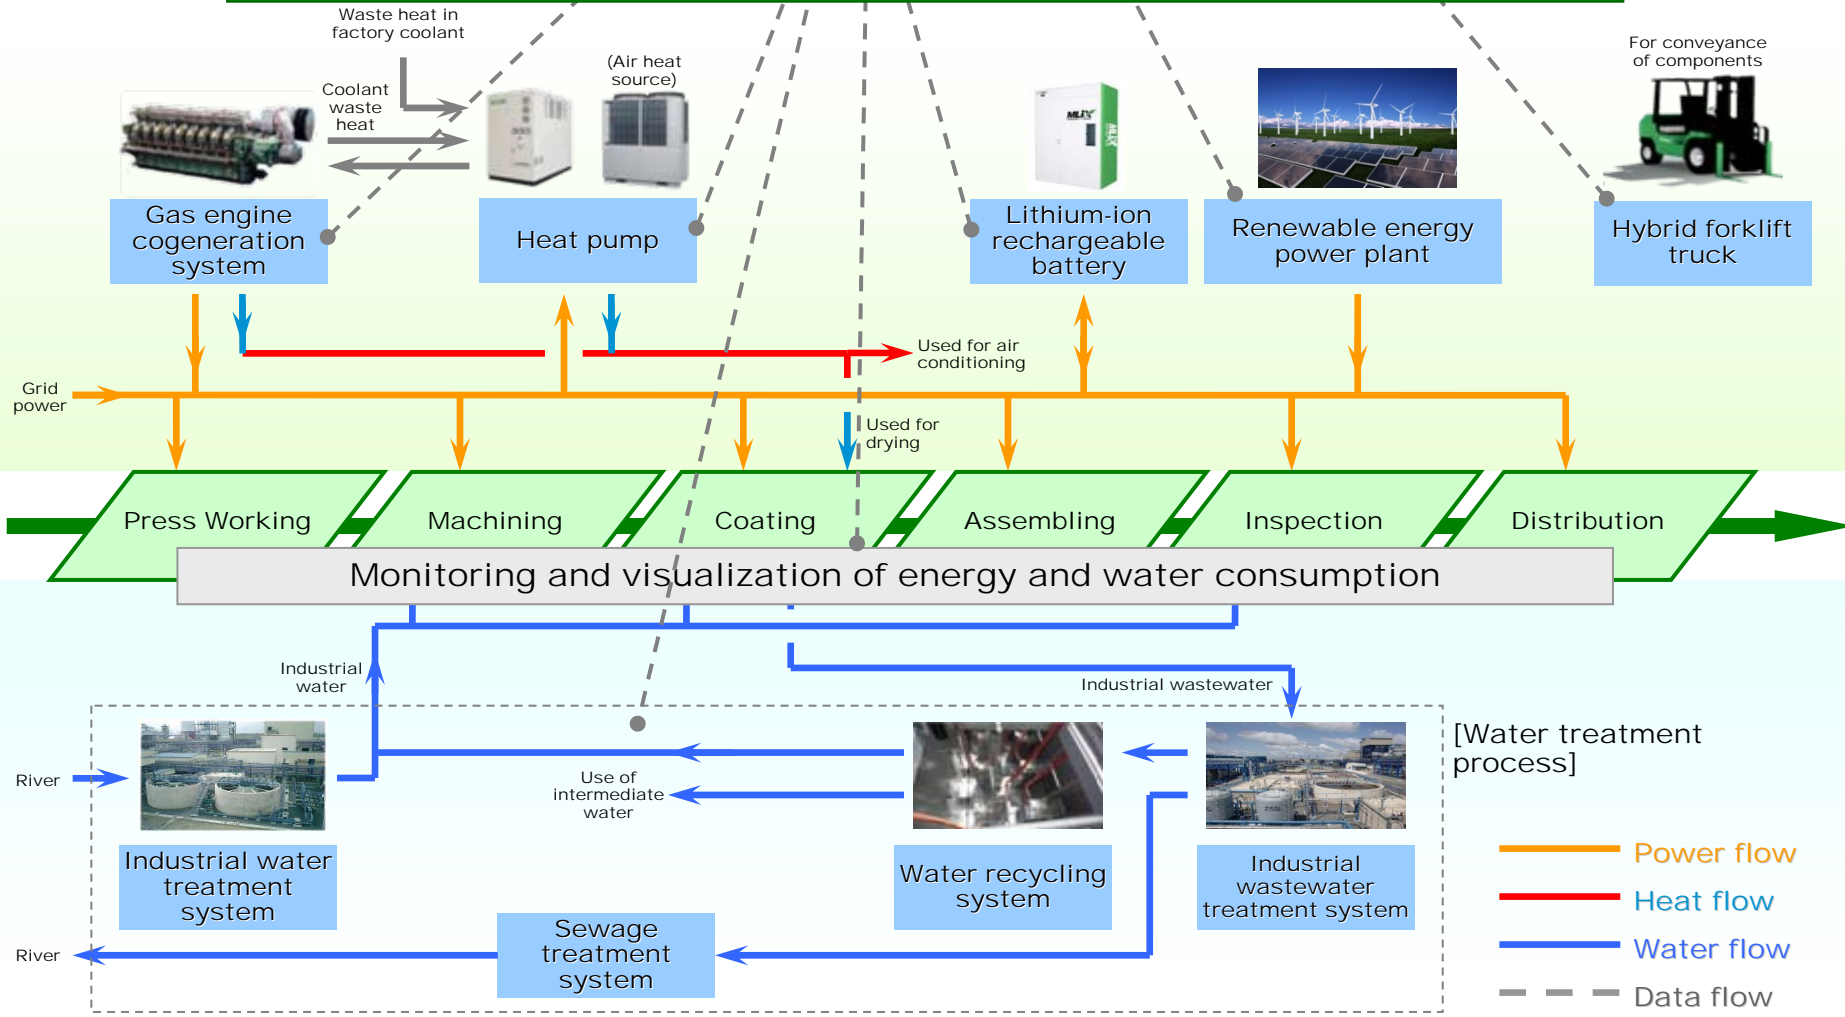 Waste heat in
factory coolant
Coolant
waste
heat
(Air heat
source)
MLIX
MLIX
For conveyance
of components
Gas engine
cogeneration
system
Heat pump
Lithium-ion
rechargeable
battery
Renewable energy
power plant
Hybrid forklift
truck
Used for air
conditioning
Grid
power
Used for
drying
Press Working
Machining
Coating
Assembling
Inspection
Distribution
Monitoring and visualization of energy and water consumption
Industrial
water
Industrial wastewater
[Water treatment
process]
River
Use of
intermediate
water
Industrial water
treatment
system
Water recycling
system
Industrial
wastewater
treatment system
Sewage
treatment
system
River
Power flow
Heat flow
Water flow
Data flow